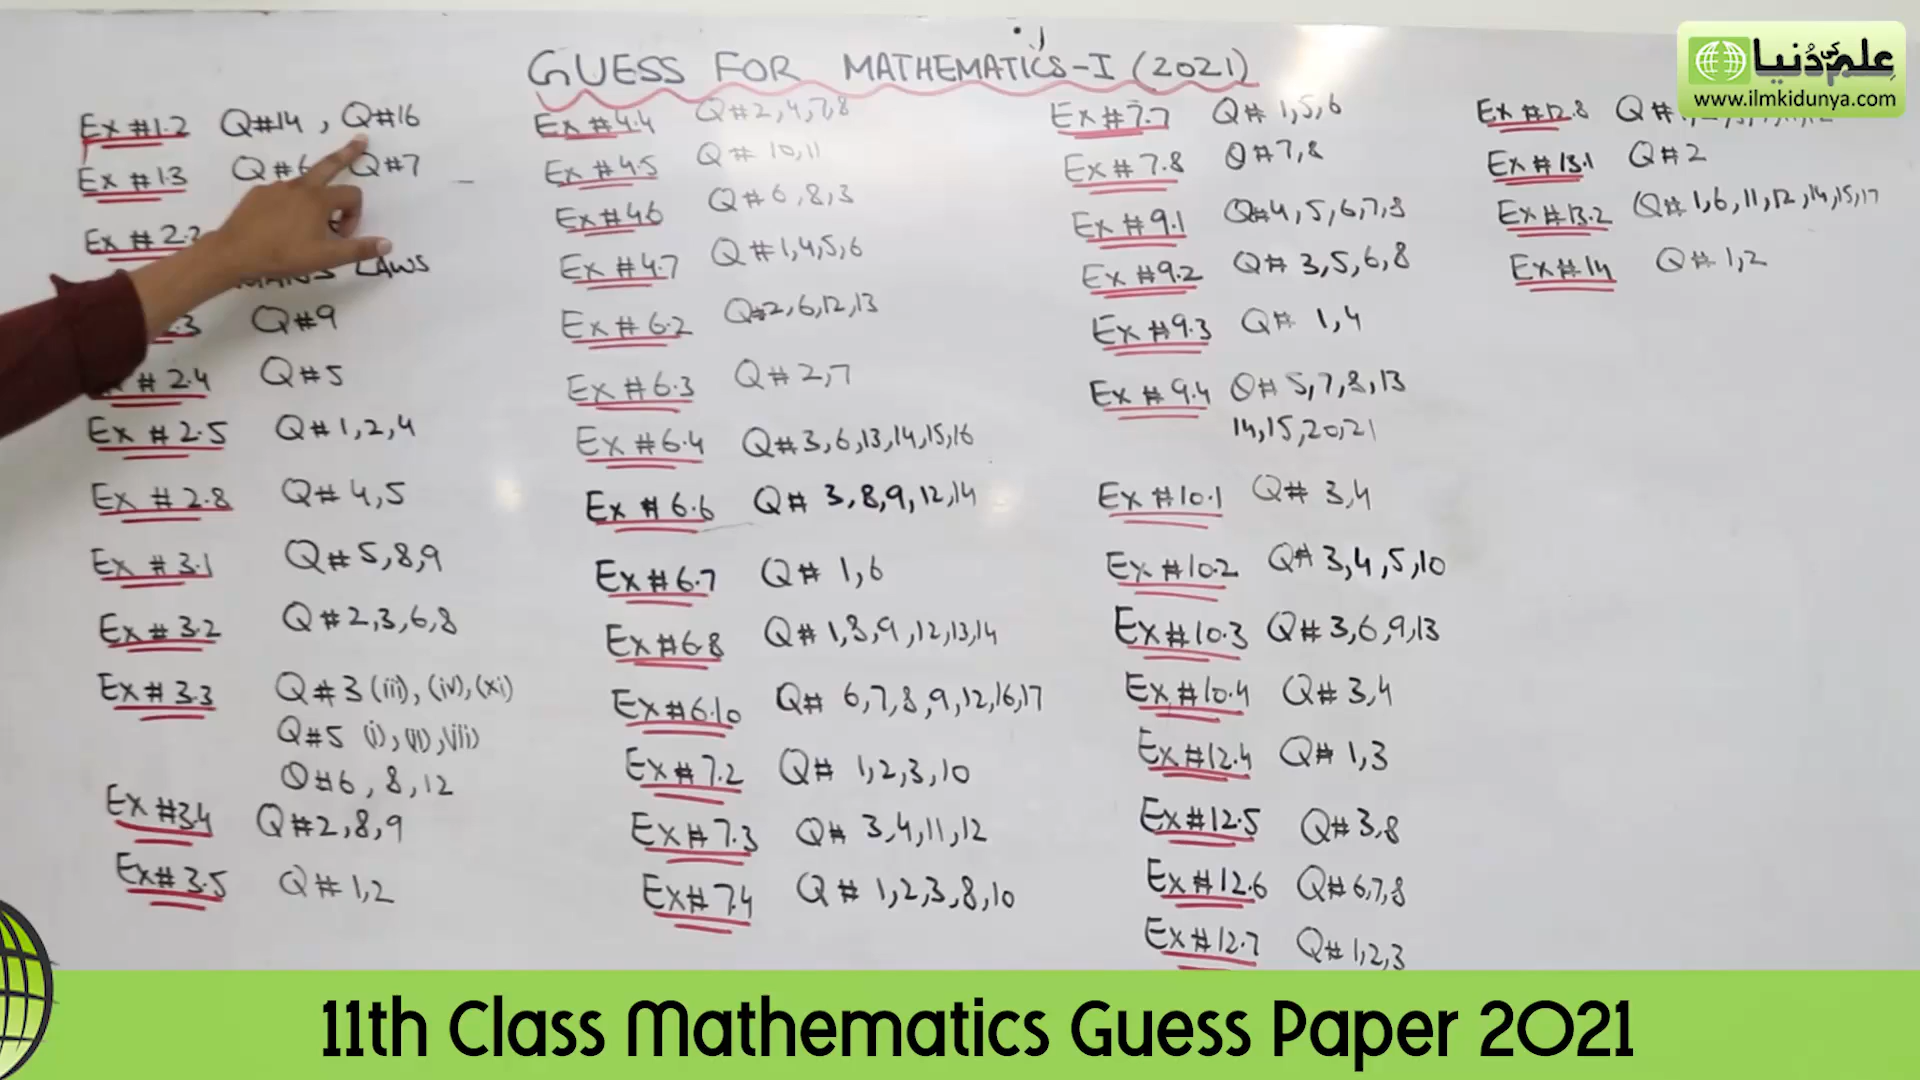 GUESS FOR MATHEMATICS-I (2021)
علم کی دنیا
www.ilmkidunya.com
Ex #1.2 Q#14, Q#16
Ex #1.3 Q#6 Q#7
Ex # 2.
LAWS
.3 Q#9
Ex # 2.4 Q#5
Ex # 2.5 Q#1,2,4
Ex # 2.8 Q# 4,5
Ex # 3.1 Q#5,8,9
Ex # 3.2 Q#2,3,6,8
Ex # 3.3 Q#3 (iii), (iv), (xi)
Q#5 (i), (ii), (iii)
Q#6, 8, 12
Ex #3.4 Q#2,8,9
Ex# 3.5 Q#1,2
Ex #4.4 Q#2,4,7,8
Ex #4.5 Q# 10,11
Ex #4.6 Q#6,8,3
Ex #4.7 Q#1,4,5,6
Ex #6.2 Q#2,6,12,13
Ex #6.3 Q#2,7
Ex #6.4 Q#3,6,13,14,15,16
Ex #6.6 Q# 3,8,9,12,14
Ex #6.7 Q# 1,6
Ex #6.8 Q# 1,8,9,12,13,14
Ex #6.10 Q# 6,7,8,9,12,16,17
Ex # 7.2 Q# 1,2,3,10
Ex # 7.3 Q# 3,4,11,12
Ex# 7.4 Q# 1,2,3,8,10
Ex #7.7 Q# 1,5,6
Ex # 7.8 Q#7,8
Ex #9.1 Q#4,5,6,7,8
Ex #9.2 Q# 3,5,6,8
Ex #9.3 Q# 1,4
Ex #9.4 Q# 5,7,8,13
14,15,20,21
Ex #10.1 Q# 3,4
Ex #10.2 Q# 3,4,5,10
Ex #10.3 Q#3,6,9,13
Ex #10.4 Q# 3,4
Ex #12.4 Q# 1,3
Ex #12.5 Q#3,8
Ex #12.6 Q#6,7,8
Ex #12.7 Q#1,2,3
Ex #12.8 Q#
Ex #13.1 Q#2
Ex #13.2 Q# 1,6,11,12,14,15,17
Ex #14 Q# 1,2
11th Class Mathematics Guess Paper 2021